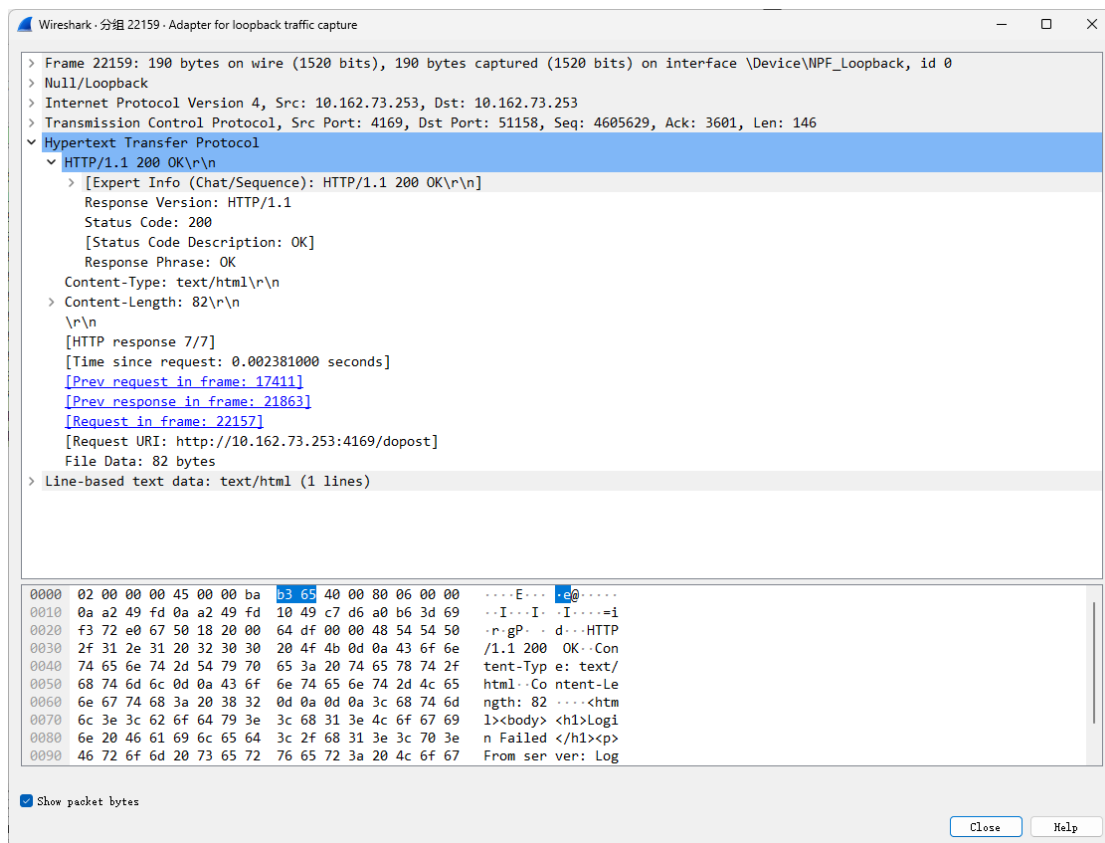 Wireshark · 分组 22159 · Adapter for loopback traffic capture
Frame 22159: 190 bytes on wire (1520 bits), 190 bytes captured (1520 bits) on interface \Device\NPF_Loopback, id 0
Null/Loopback
Internet Protocol Version 4, Src: 10.162.73.253, Dst: 10.162.73.253
Transmission Control Protocol, Src Port: 4169, Dst Port: 51158, Seq: 4605629, Ack: 3601, Len: 146
Hypertext Transfer Protocol
HTTP/1.1 200 OK\r\n
[Expert Info (Chat/Sequence): HTTP/1.1 200 OK\r\n]
Response Version: HTTP/1.1
Status Code: 200
[Status Code Description: OK]
Response Phrase: OK
Content-Type: text/html\r\n
Content-Length: 82\r\n
\r\n
[HTTP response 7/7]
[Time since request: 0.002381000 seconds]
[Prev request in frame: 17411]
[Prev response in frame: 21863]
[Request in frame: 22157]
[Request URI: http://10.162.73.253:4169/dopost]
File Data: 82 bytes
Line-based text data: text/html (1 lines)
0000 02 00 00 00 45 00 00 ba b3 65 40 00 80 06 00 00 ····E··· ·e@·····
0010 0a a2 49 fd 0a a2 49 fd 10 49 c7 d6 a0 b6 3d 69 ··I···I· ·I····=i
0020 f3 72 e0 67 50 18 20 00 64 df 00 00 48 54 54 50 ·r·gP· · d···HTTP
0030 2f 31 2e 31 20 32 30 30 20 4f 4b 0d 0a 43 6f 6e /1.1 200 OK··Con
0040 74 65 6e 74 2d 54 79 70 65 3a 20 74 65 78 74 2f tent-Typ e: text/
0050 68 74 6d 6c 0d 0a 43 6f 6e 74 65 6e 74 2d 4c 65 html··Co ntent-Le
0060 6e 67 74 68 3a 20 38 32 0d 0a 0d 0a 3c 68 74 6d ngth: 82 ····<htm
0070 6c 3e 3c 62 6f 64 79 3e 3c 68 31 3e 4c 6f 67 69 l><body> <h1>Logi
0080 6e 20 46 61 69 6c 65 64 3c 2f 68 31 3e 3c 70 3e n Failed </h1><p>
0090 46 72 6f 6d 20 73 65 72 76 65 72 3a 20 4c 6f 67 From ser ver: Log
Show packet bytes
Close Help